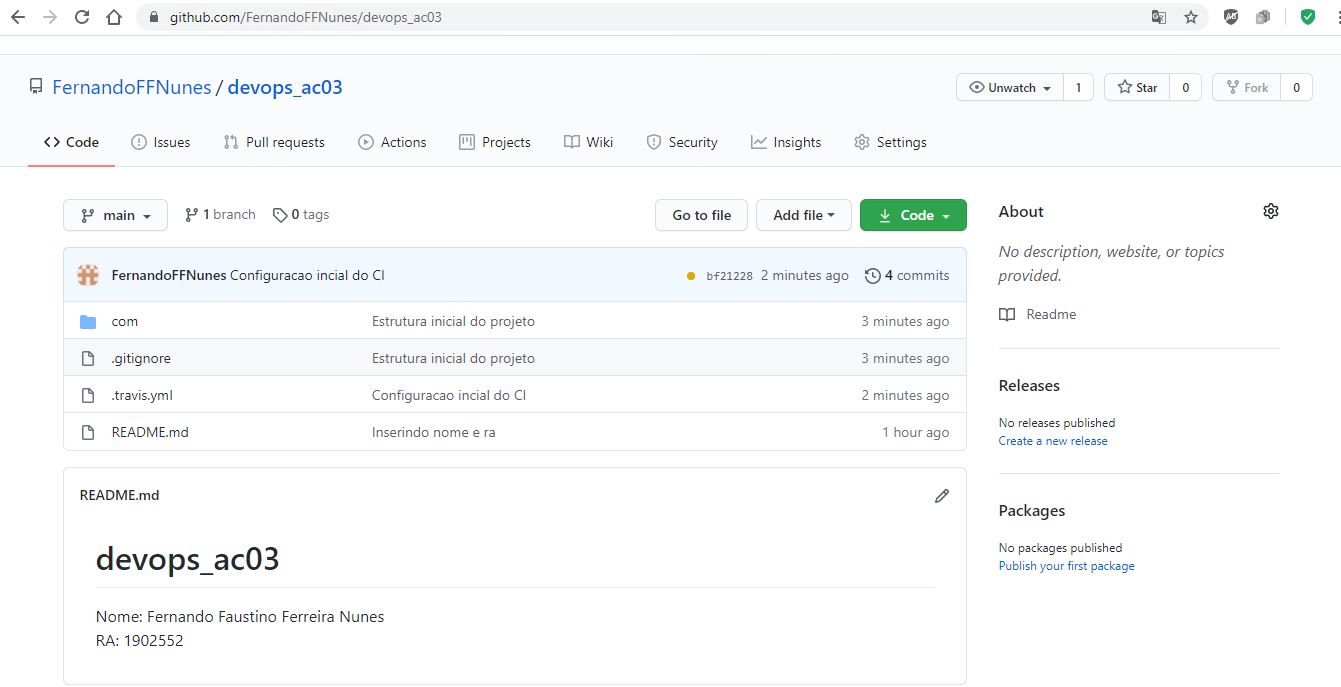 github.com/FernandoFFNunes/devops_ac03
FernandoFFNunes / devops_ac03
Unwatch 1 Star 0 Fork 0
Code Issues Pull requests Actions Projects Wiki Security Insights Settings
main 1 branch 0 tags Go to file Add file Code
FernandoFFNunes Configuracao incial do CI bf21228 2 minutes ago 4 commits
com Estrutura inicial do projeto 3 minutes ago
.gitignore Estrutura inicial do projeto 3 minutes ago
.travis.yml Configuracao incial do CI 2 minutes ago
README.md Inserindo nome e ra 1 hour ago
README.md
devops_ac03
Nome: Fernando Faustino Ferreira Nunes
RA: 1902552
About
No description, website, or topics
provided.
Readme
Releases
No releases published
Create a new release
Packages
No packages published
Publish your first package